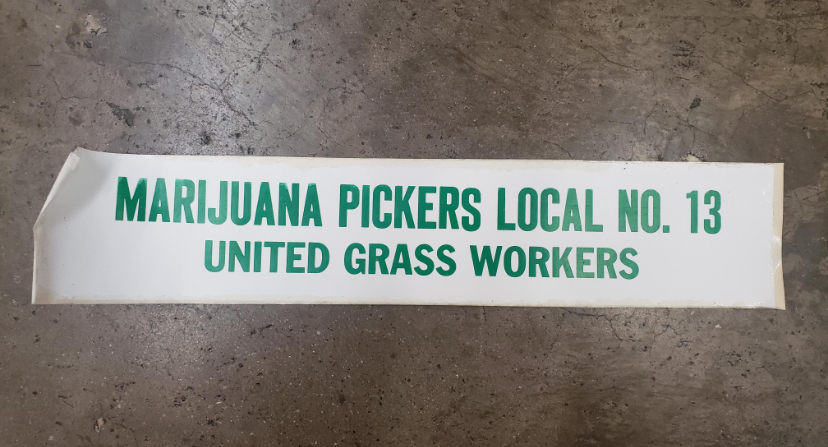 MARIJUANA PICKERS LOCAL NO. 13
UNITED GRASS WORKERS